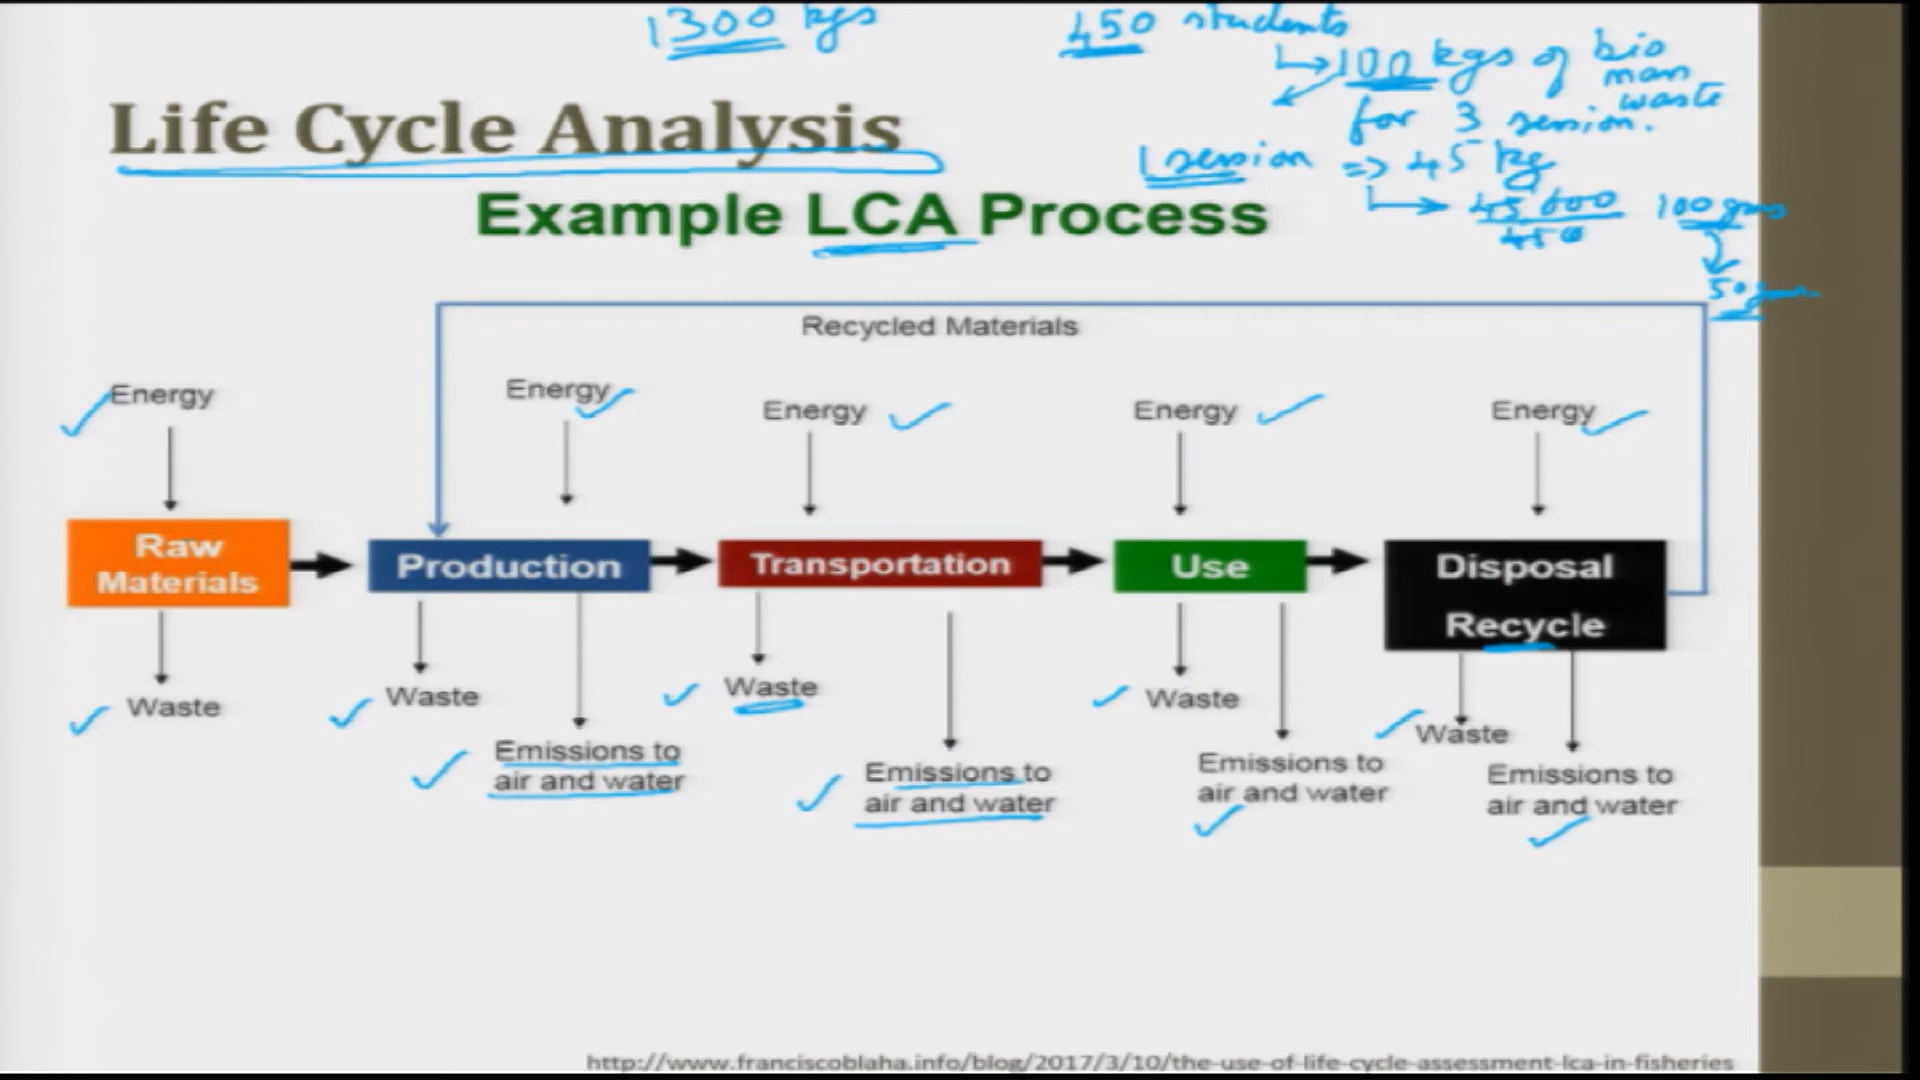 1300 kgs
450 students
→ 100 kgs of bio
mass
waste
for 3 session.
Life Cycle Analysis
1 session => 45 kg
Example LCA Process
→ 45000 100 gms
450
50 gms.
Recycled Materials
Energy Energy Energy Energy Energy
Raw
Materials
Production
Transportation
Use
Disposal
Recycle
Waste
Waste
Emissions to
air and water
Waste
Emissions to
air and water
Waste
Emissions to
air and water
Waste
Emissions to
air and water
http://www.franciscoblaha.info/blog/2017/3/10/the-use-of-life-cycle-assessment-lca-in-fisheries